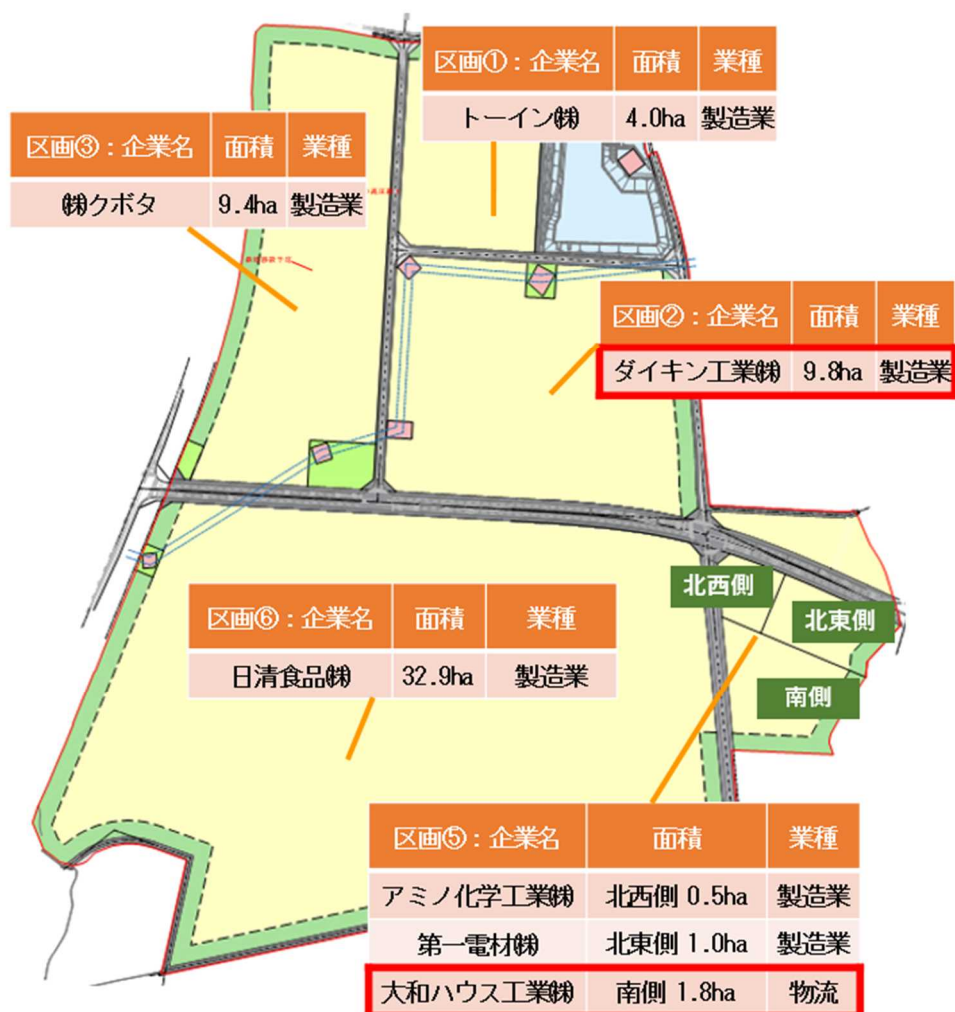 区画①：企業名 面積 業種
トーイン㈱ 4.0ha 製造業
区画③：企業名 面積 業種
㈱クボタ 9.4ha 製造業
区画②：企業名 面積 業種
ダイキン工業㈱ 9.8ha 製造業
北西側
北東側
区画⑥：企業名 面積 業種
日清食品㈱ 32.9ha 製造業
南側
区画⑤：企業名 面積 業種
アミノ化学工業㈱ 北西側 0.5ha 製造業
第一電材㈱ 北東側 1.0ha 製造業
大和ハウス工業㈱ 南側 1.8ha 物流